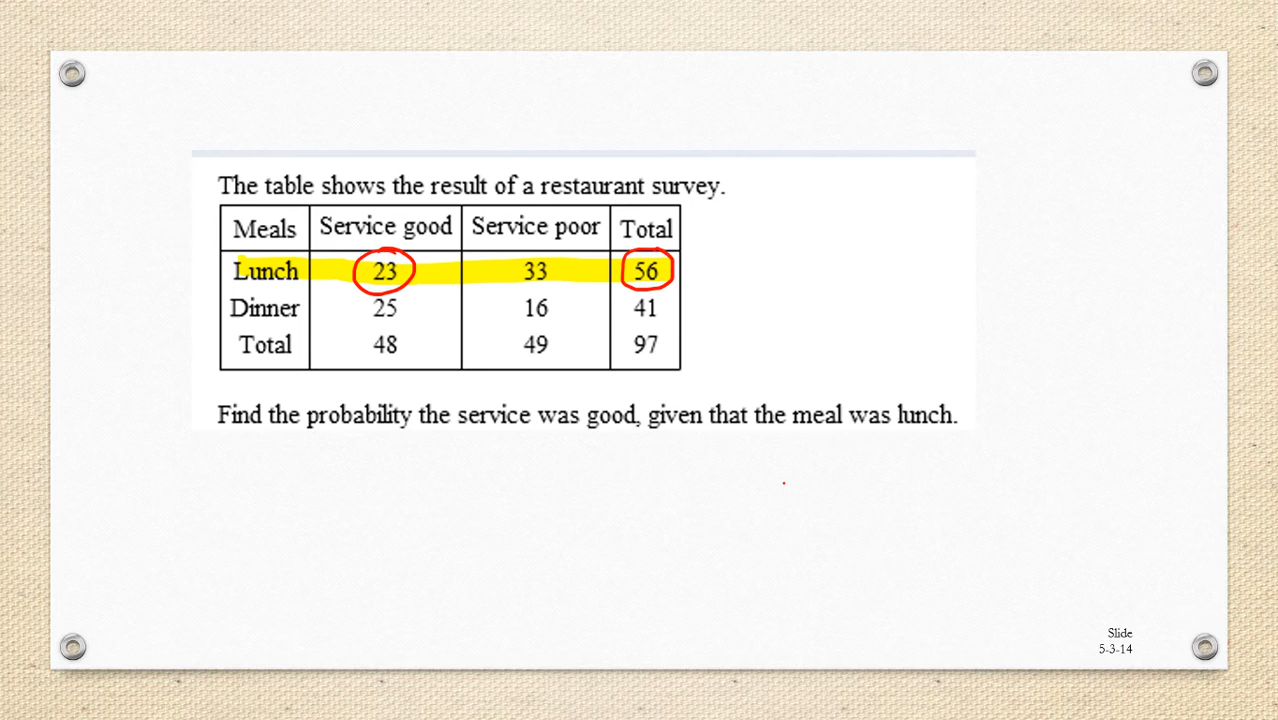 The table shows the result of a restaurant survey.
Meals Service good Service poor Total
Lunch 23 33 56
Dinner 25 16 41
Total 48 49 97
Find the probability the service was good, given that the meal was lunch.
Slide
5-3-14